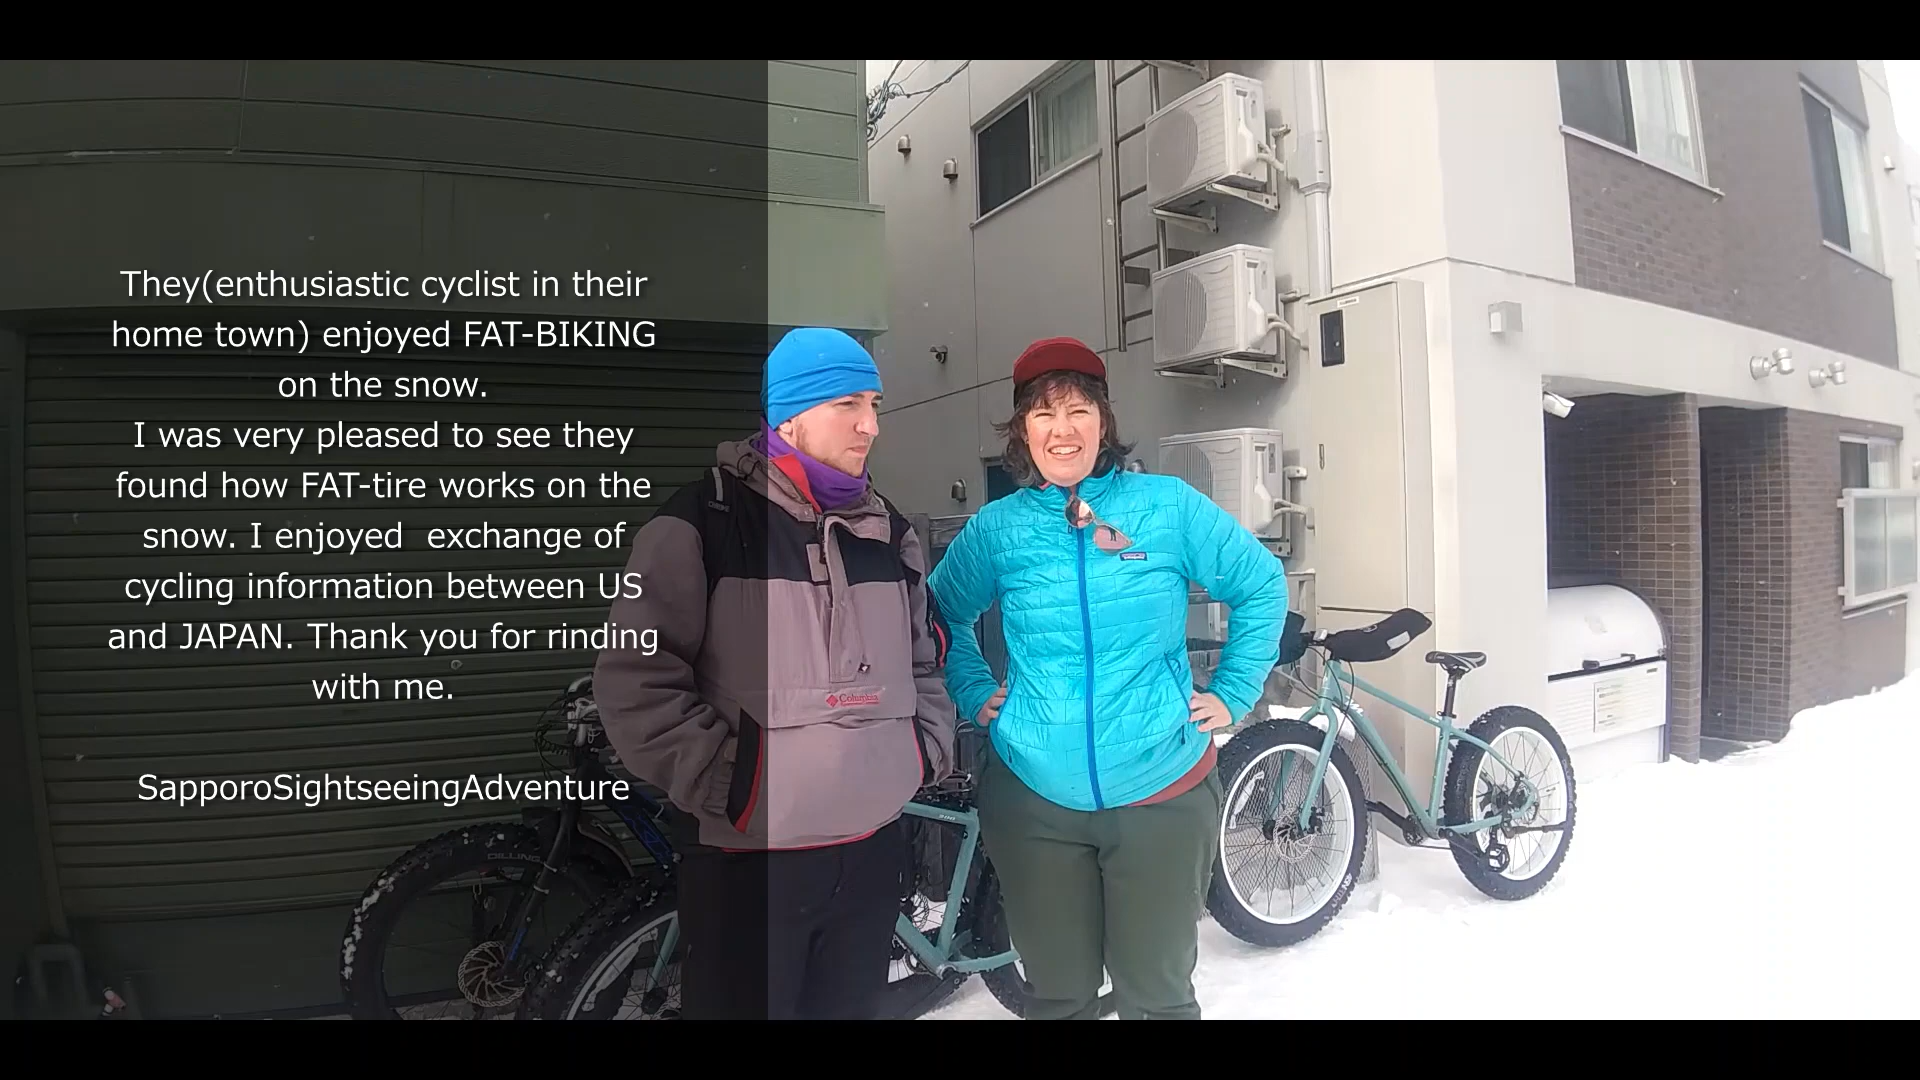 They(enthusiastic cyclist in their
home town) enjoyed FAT-BIKING
on the snow.
I was very pleased to see they
found how FAT-tire works on the
snow. I enjoyed  exchange of
cycling information between US
and JAPAN. Thank you for rinding
with me.
SapporoSightseeingAdventure
Columbia
DILLINGER